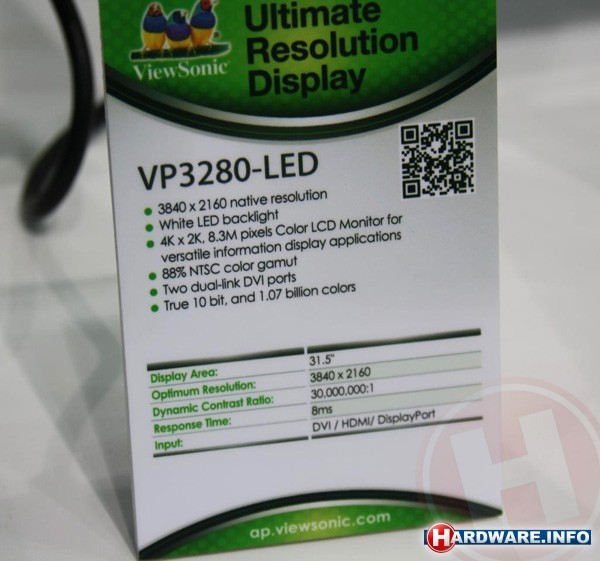 Ultimate
Resolution
Display
ViewSonic
VP3280-LED
3840 x 2160 native resolution
White LED backlight
4K x 2K, 8.3M pixels Color LCD Monitor for
versatile information display applications
88% NTSC color gamut
Two dual-link DVI ports
True 10 bit, and 1.07 billion colors
Display Area: 31.5"
Optimum Resolution: 3840 x 2160
Dynamic Contrast Ratio: 30,000,000:1
Response Time: 8ms
Input: DVI / HDMI/ DisplayPort
ap.viewsonic.com
H
H HARDWARE.INFO